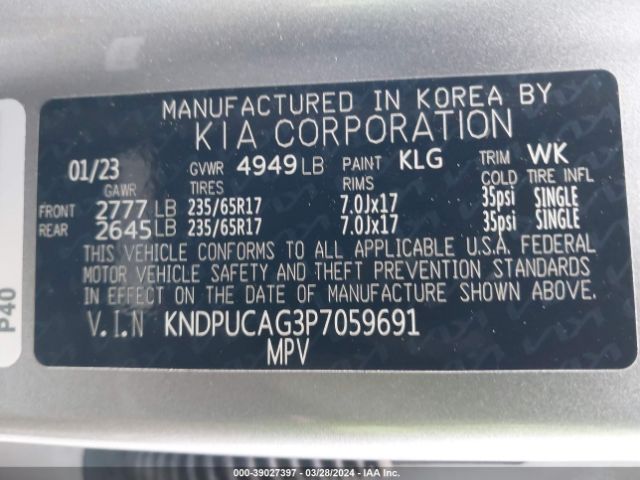 MANUFACTURED IN KOREA BY
KIA CORPORATION
01/23 GVWR 4949 LB PAINT KLG TRIM WK
GAWR TIRES RIMS COLD TIRE INFL
FRONT 2777 LB 235/65R17 7.0Jx17 35psi SINGLE
REAR 2645 LB 235/65R17 7.0Jx17 35psi SINGLE
THIS VEHICLE CONFORMS TO ALL APPLICABLE U.S.A. FEDERAL
MOTOR VEHICLE SAFETY AND THEFT PREVENTION STANDARDS
IN EFFECT ON THE DATE OF MANUFACTURE SHOWN ABOVE.
V.I.N KNDPUCAG3P7059691
MPV
P40
000-39027397 - 03/28/2024 - IAA Inc.